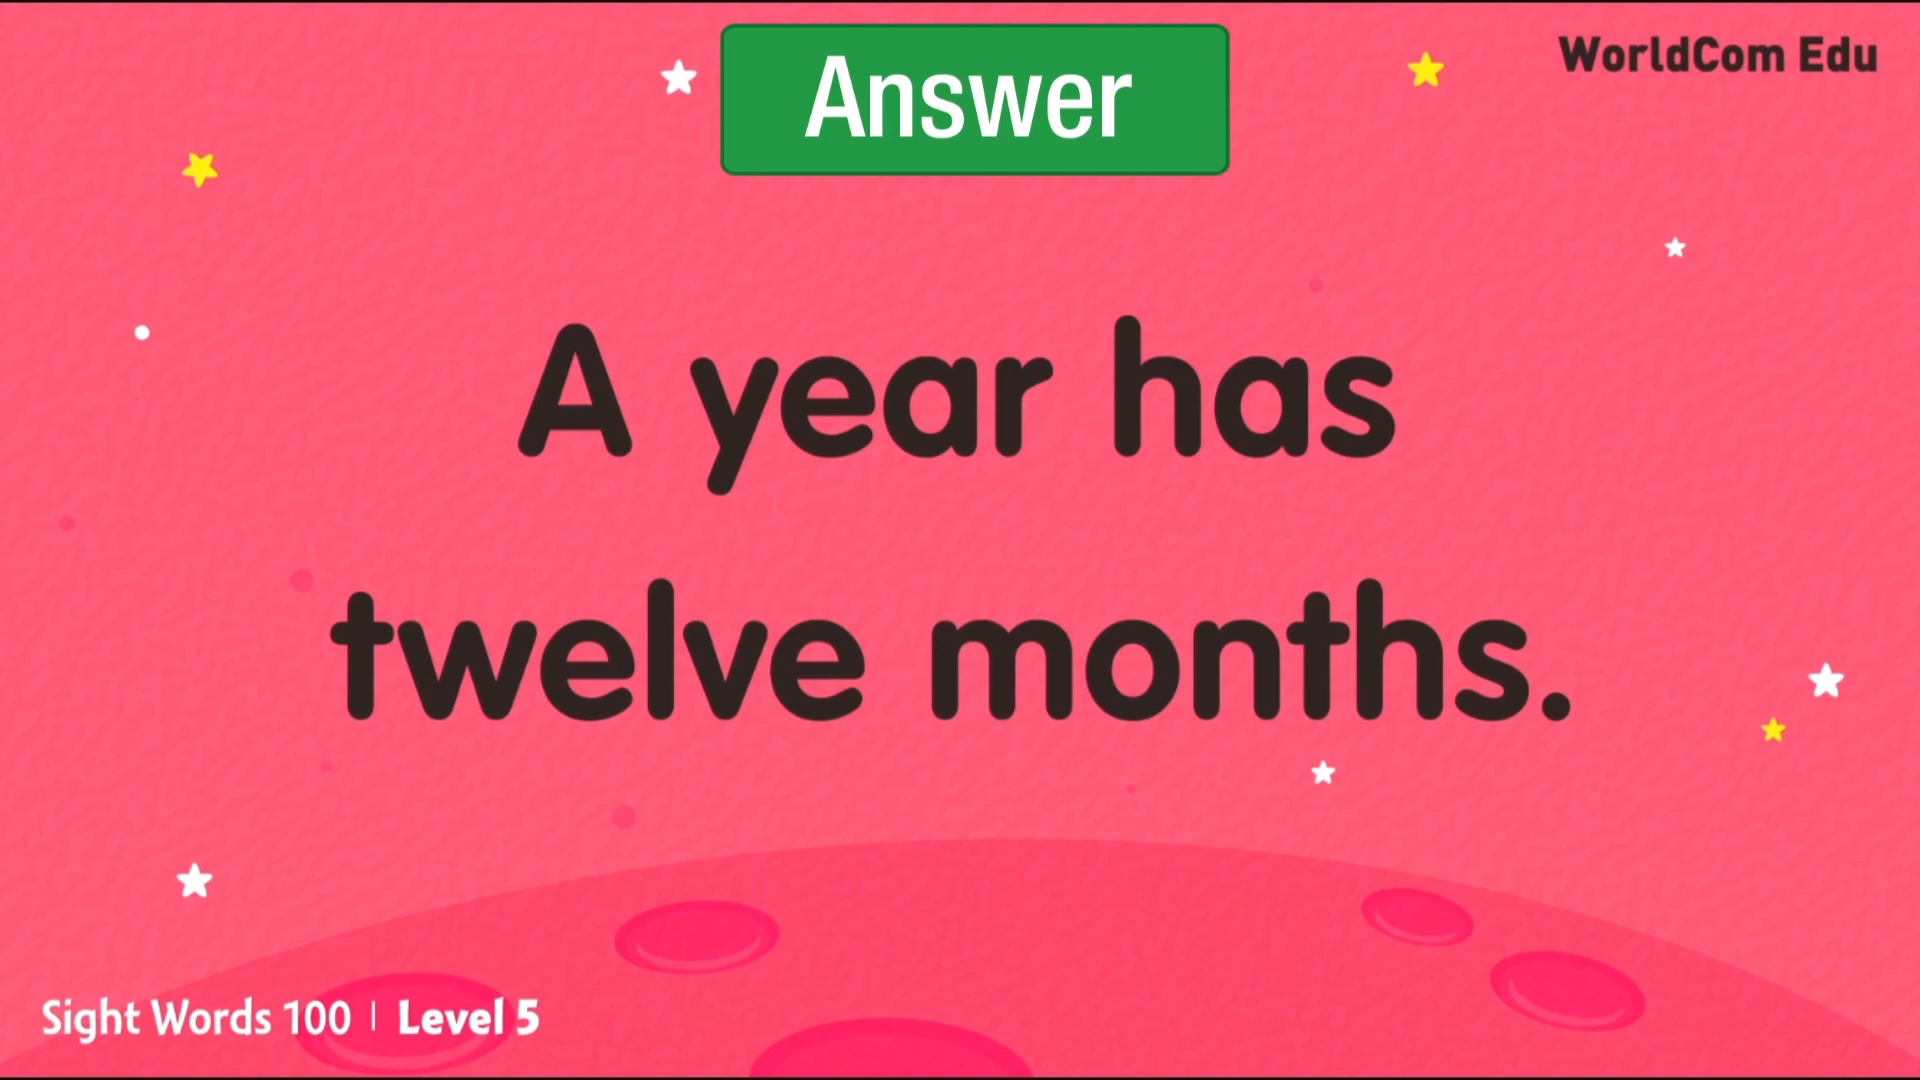 Answer
WorldCom Edu
A year has
twelve months.
Sight Words 100 | Level 5